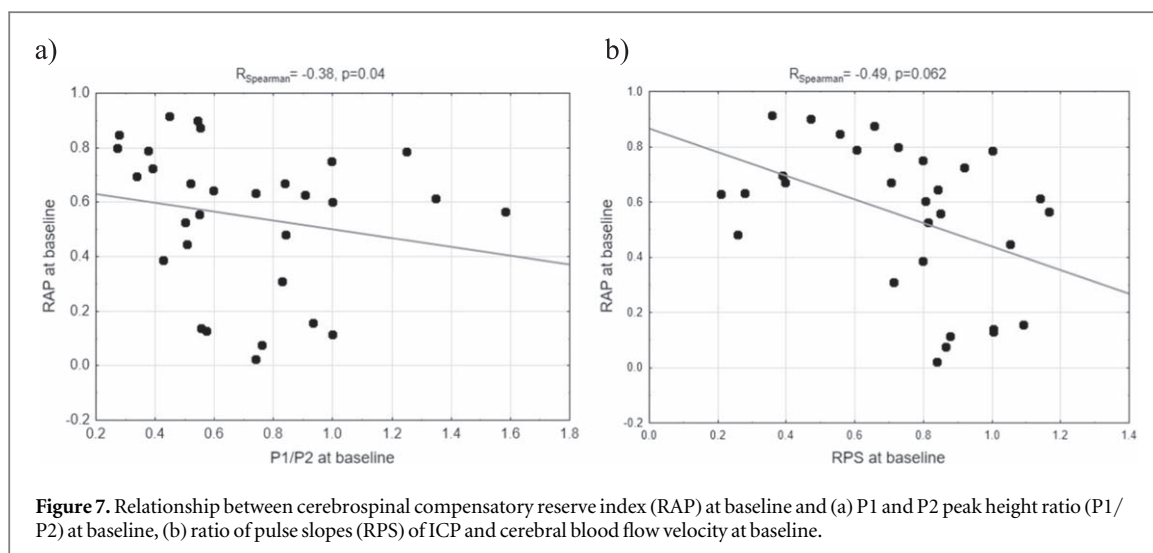 a)
R_Spearman= -0.38, p=0.04
1.0
0.8
0.6
0.4
0.2
0.0
-0.2
RAP at baseline
0.2 0.4 0.6 0.8 1.0 1.2 1.4 1.6 1.8
P1/P2 at baseline
b)
R_Spearman= -0.49, p=0.062
1.0
0.8
0.6
0.4
0.2
0.0
-0.2
RAP at baseline
0.0 0.2 0.4 0.6 0.8 1.0 1.2 1.4
RPS at baseline
Figure 7. Relationship between cerebrospinal compensatory reserve index (RAP) at baseline and (a) P1 and P2 peak height ratio (P1/
P2) at baseline, (b) ratio of pulse slopes (RPS) of ICP and cerebral blood flow velocity at baseline.